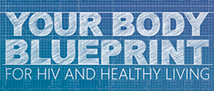 YOUR BODY
BLUEPRINT
FOR HIV AND HEALTHY LIVING